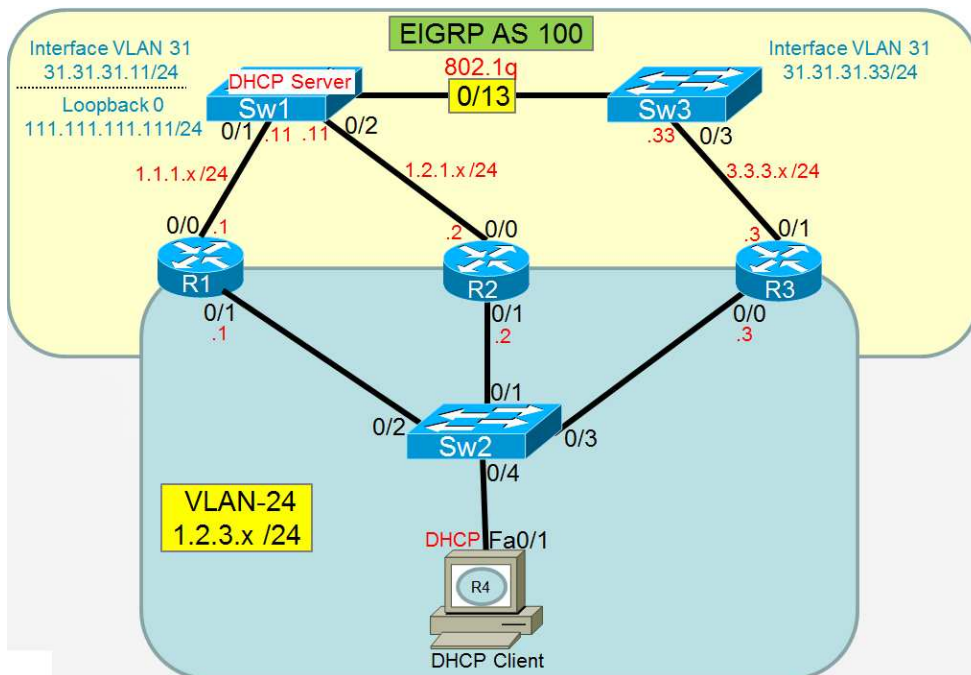 EIGRP AS 100
Interface VLAN 31
31.31.31.11/24
Loopback 0
111.111.111.111/24
DHCP Server
Sw1
802.1q
0/13
Sw3
Interface VLAN 31
31.31.31.33/24
0/1
.11
.11
0/2
.33
0/3
1.1.1.x /24
1.2.1.x /24
3.3.3.x /24
0/0
.1
.2
0/0
.3
0/1
R1
R2
R3
0/1
.1
0/1
.2
0/0
.3
0/1
0/2
Sw2
0/3
0/4
VLAN-24
1.2.3.x /24
DHCP
Fa0/1
R4
DHCP Client